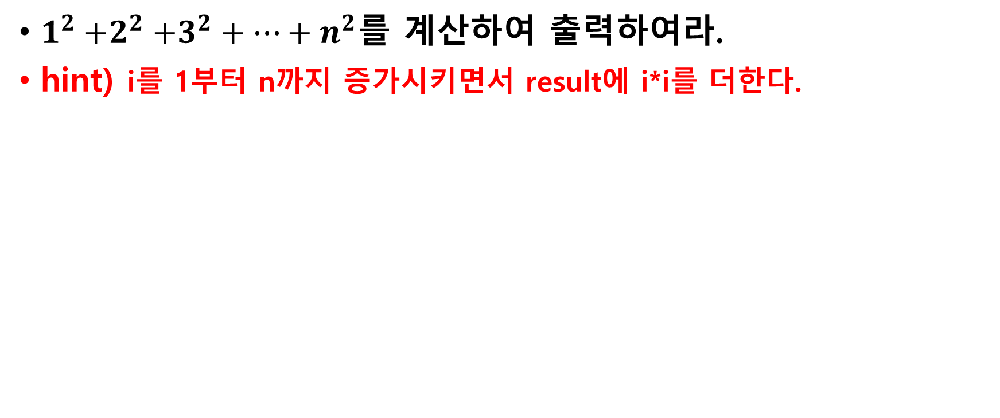 • 1² +2² +3² + ⋯ + n²를 계산하여 출력하여라.
• hint) i를 1부터 n까지 증가시키면서 result에 i*i를 더한다.